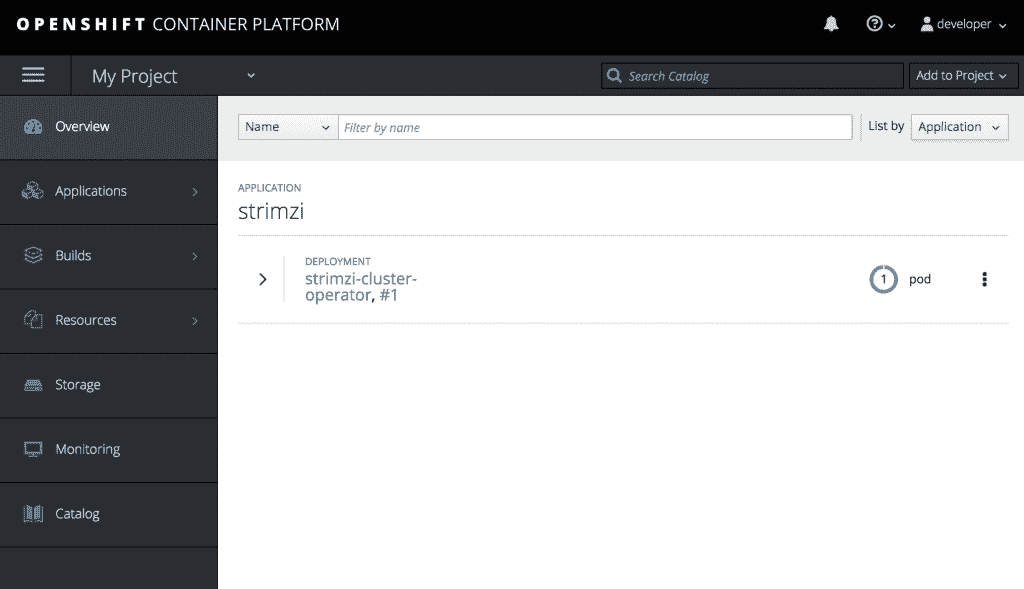 OPENSHIFT CONTAINER PLATFORM
developer
My Project
Search Catalog
Add to Project
Overview
Applications
Builds
Resources
Storage
Monitoring
Catalog
Name
Filter by name
List by
Application
APPLICATION
strimzi
DEPLOYMENT
strimzi-cluster-
operator, #1
1 pod